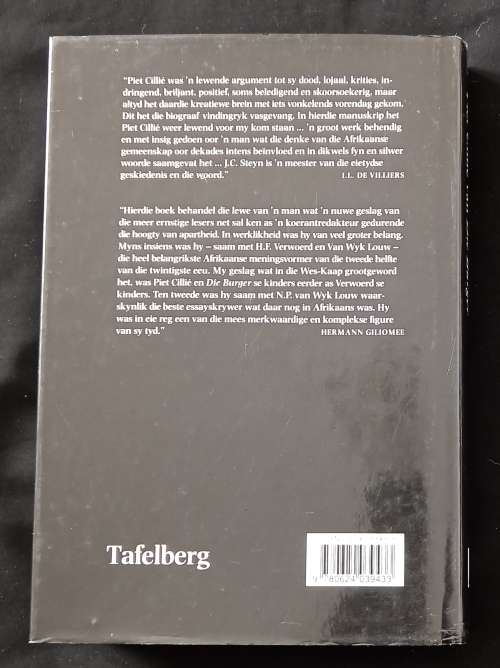 "Piet Cillié was 'n lewende argument tot sy dood, lojaal, krities, in-
dringend, briljant, positief, soms beledigend en skoorsoekerig, maar
altyd het daardie kreatiewe brein met iets vonkelends vorendag gekom.
Dit het die biograaf vindingryk vasgevang. In hierdie manuskrip het
Piet Cillié weer lewend voor my kom staan ... 'n groot werk behendig
en met insig gedoen oor 'n man wat die denke van die Afrikaanse
gemeenskap oor dekades intens beïnvloed en in dikwels fyn en silwer
woorde saamgevat het ... J.C. Steyn is 'n meester van die eietydse
geskiedenis en die woord."
I.L. DE VILLIERS
"Hierdie boek behandel die lewe van 'n man wat 'n nuwe geslag van
die meer ernstige lesers net sal ken as 'n koerantredakteur gedurende
die hoogty van apartheid. In werklikheid was hy van veel groter belang.
Myns insiens was hy – saam met H.F. Verwoerd en Van Wyk Louw –
die heel belangrikste Afrikaanse meningsvormer van die tweede helfte
van die twintigste eeu. My geslag wat in die Wes-Kaap grootgeword
het, was Piet Cillié en Die Burger se kinders eerder as Verwoerd se
kinders. Ten tweede was hy saam met N.P. van Wyk Louw waar-
skynlik die beste essayskrywer wat daar nog in Afrikaans was. Hy
was in eie reg een van die mees merkwaardige en komplekse figure
van sy tyd."
HERMANN GILIOMEE
Tafelberg
9 780624 039433